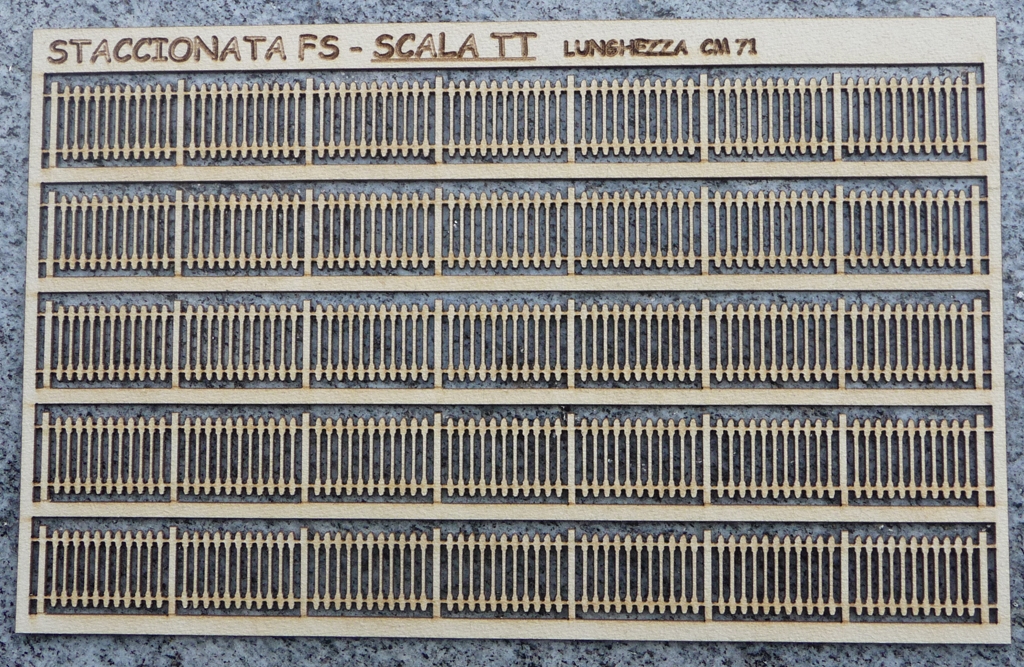 STACCIONATA FS - SCALA TT LUNGHEZZA CM 71